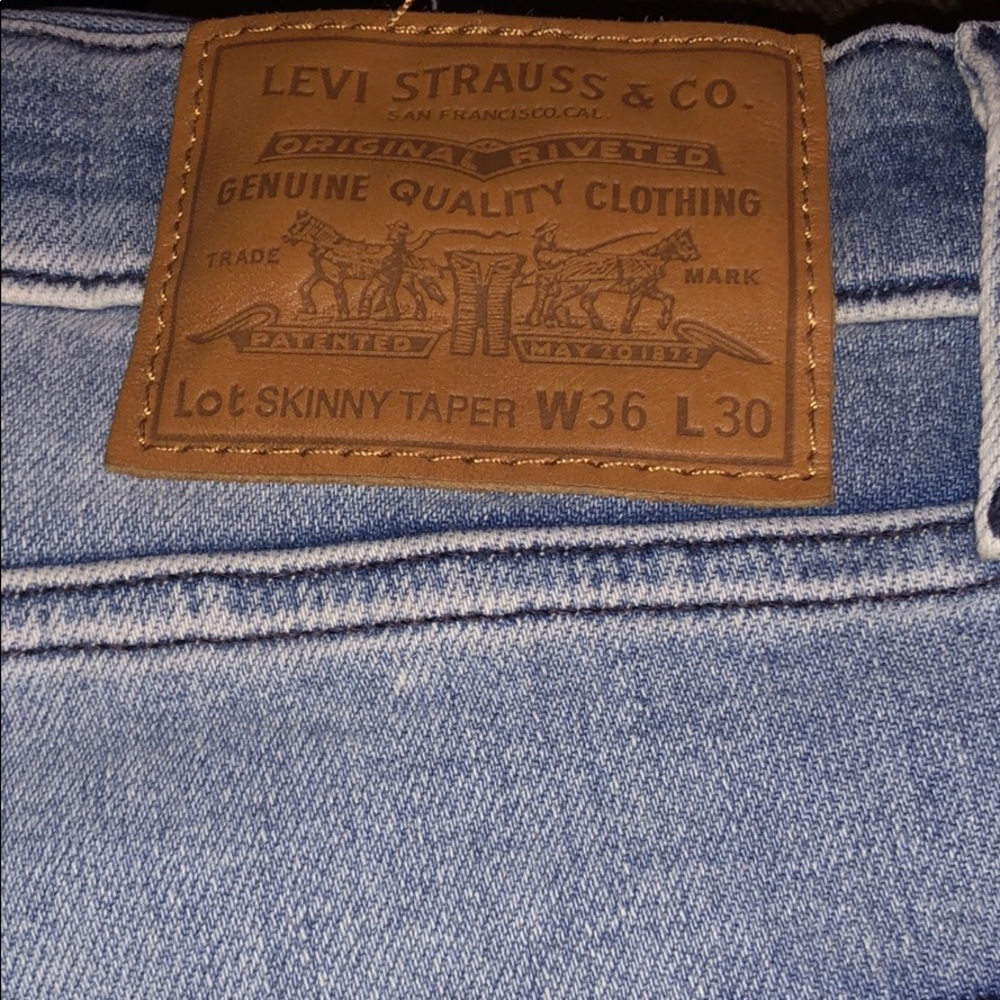 LEVI STRAUSS & CO.
SAN FRANCISCO, CAL.
ORIGINAL RIVETED
GENUINE QUALITY CLOTHING
TRADE MARK
PATENTED MAY 20 1873
Lot SKINNY TAPER W36 L30